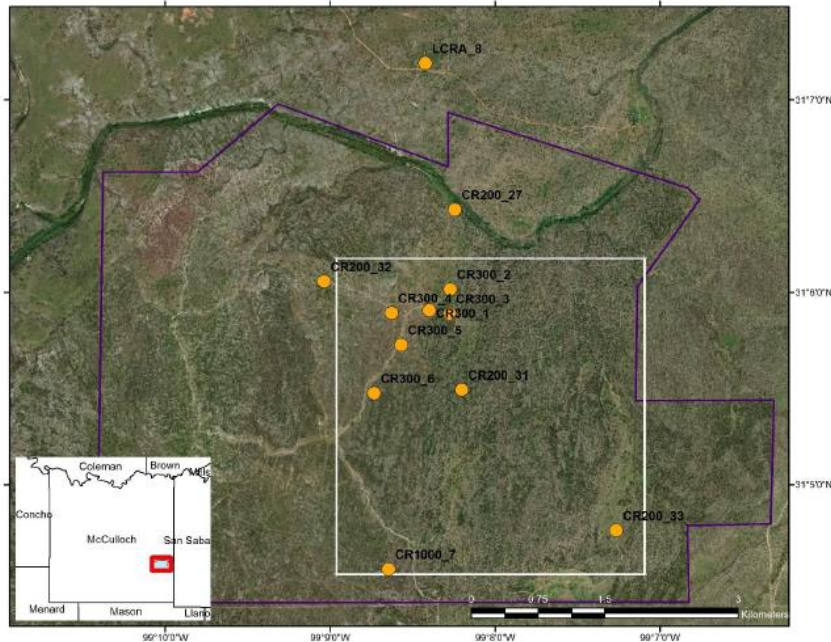 LCRA_8
31°7'0"N
CR200_27
CR200_32
CR300_2
31°6'0"N
CR300_4
CR300_3
CR300_1
CR300_5
CR300_6
CR200_31
Coleman
Brown
Mills
31°5'0"N
Concho
McCulloch
San Saba
CR200_33
CR1000_7
Menard
Mason
Llano
0
0.75
1.5
3
Kilometers
99°10'0"W
99°9'0"W
99°8'0"W
99°7'0"W